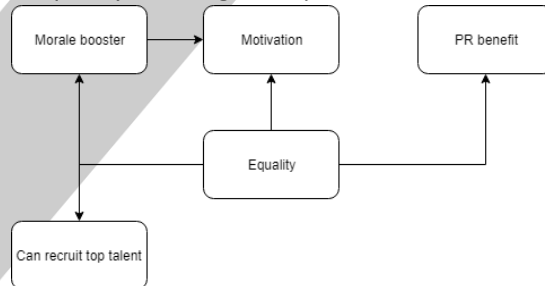 Morale booster
Motivation
PR benefit
Equality
Can recruit top talent